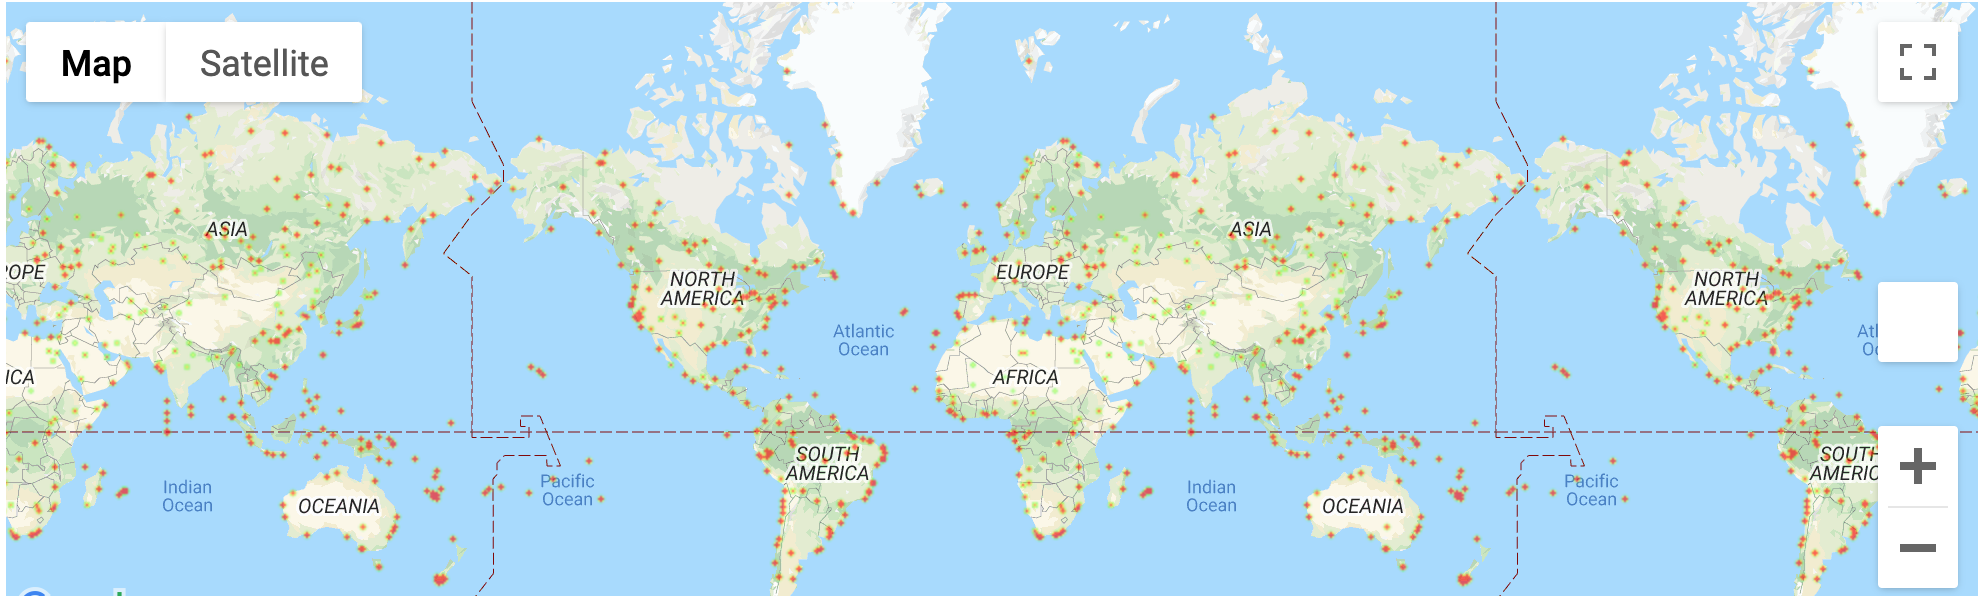 Map
Satellite
ASIA
OPE
NORTH
AMERICA
EUROPE
ASIA
NORTH
AMERICA
Atlantic
Ocean
Atl
ICA
AFRICA
SOUTH
AMERICA
SOUTH
AMERIC
Indian
Ocean
OCEANIA
Pacific
Ocean
Indian
Ocean
OCEANIA
Pacific
Ocean